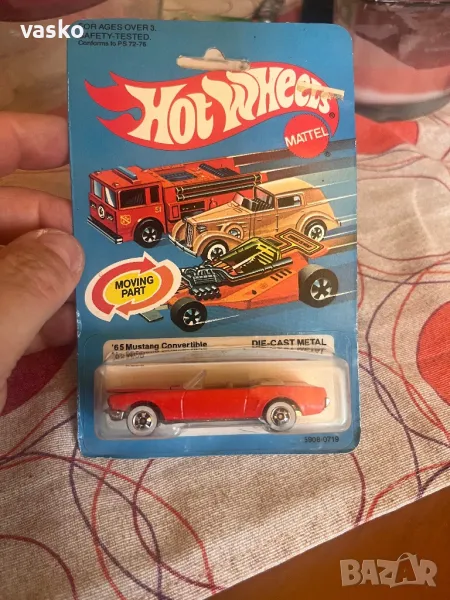 vasko
FOR AGES OVER 3.
SAFETY-TESTED.
Conforms to PS 72-76
HOT WHEELS®
MATTEL
MOVING
PART
'65 Mustang Convertible
DIE-CAST METAL
5908-0719
BAZAR